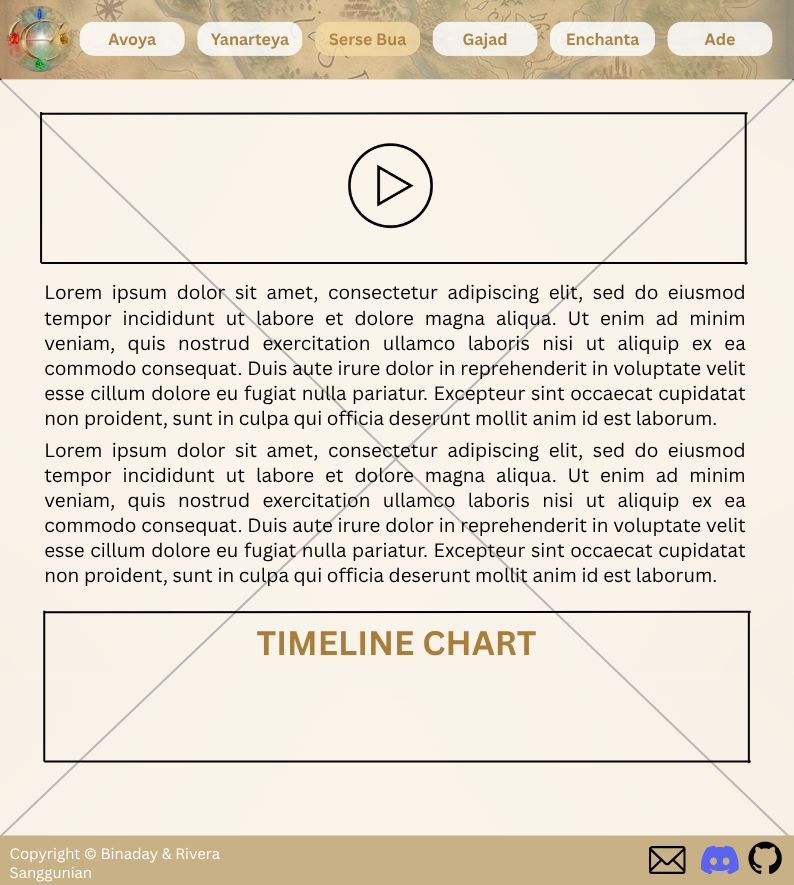 Avoya Yanarteya Serse Bua Gajad Enchanta Ade
Lorem ipsum dolor sit amet, consectetur adipiscing elit, sed do eiusmod
tempor incididunt ut labore et dolore magna aliqua. Ut enim ad minim
veniam, quis nostrud exercitation ullamco laboris nisi ut aliquip ex ea
commodo consequat. Duis aute irure dolor in reprehenderit in voluptate velit
esse cillum dolore eu fugiat nulla pariatur. Excepteur sint occaecat cupidatat
non proident, sunt in culpa qui officia deserunt mollit anim id est laborum.
Lorem ipsum dolor sit amet, consectetur adipiscing elit, sed do eiusmod
tempor incididunt ut labore et dolore magna aliqua. Ut enim ad minim
veniam, quis nostrud exercitation ullamco laboris nisi ut aliquip ex ea
commodo consequat. Duis aute irure dolor in reprehenderit in voluptate velit
esse cillum dolore eu fugiat nulla pariatur. Excepteur sint occaecat cupidatat
non proident, sunt in culpa qui officia deserunt mollit anim id est laborum.
TIMELINE CHART
Copyright © Binaday & Rivera
Sanggunian